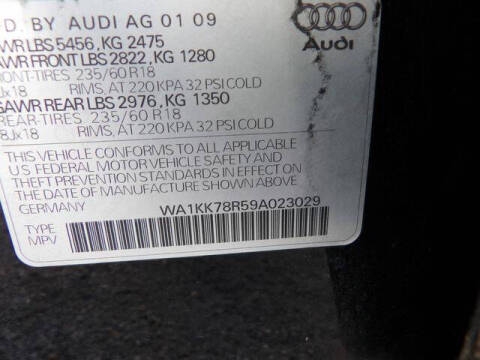 D. BY AUDI AG 01 09
WR LBS 5456, KG 2475
AWR FRONT LBS 2822, KG 1280
FRONT-TIRES 235/60 R18
Jx18 RIMS, AT 220 KPA 32 PSI COLD
GAWR REAR LBS 2976, KG 1350
REAR-TIRES 235/60 R18
8Jx18 RIMS, AT 220 KPA 32 PSI COLD
Audi
THIS VEHICLE CONFORMS TO ALL APPLICABLE
US FEDERAL MOTOR VEHICLE SAFETY AND
THEFT PREVENTION STANDARDS IN EFFECT ON
THE DATE OF MANUFACTURE SHOWN ABOVE.
GERMANY WA1KK78R59A023029
TYPE
MPV